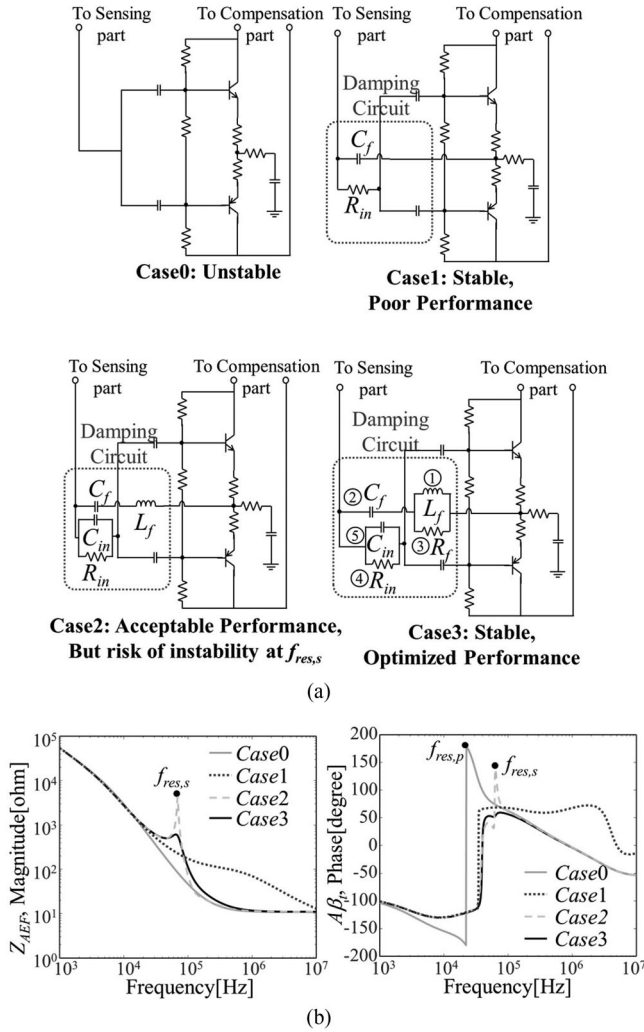 To Sensing part
To Compensation part
Case0: Unstable
To Sensing part
To Compensation part
Damping Circuit
C_f
R_in
Case1: Stable,
Poor Performance
To Sensing part
To Compensation part
Damping Circuit
C_f
L_f
C_in
R_in
Case2: Acceptable Performance,
But risk of instability at f_res,s
To Sensing part
To Compensation part
Damping Circuit
①
② C_f
L_f
⑤
C_in
③ R_f
④ R_in
Case3: Stable,
Optimized Performance
(a)
Z_AEF, Magnitude[ohm]
10^5
10^4
10^3
10^2
10^1
10^0
10^3 10^4 10^5 10^6 10^7
Frequency[Hz]
f_res,s
Case0
Case1
Case2
Case3
Aβ_p, Phase[degree]
200
150
100
50
0
-50
-100
-150
-200
10^3 10^4 10^5 10^6 10^7
Frequency[Hz]
f_res,p
f_res,s
Case0
Case1
Case2
Case3
(b)